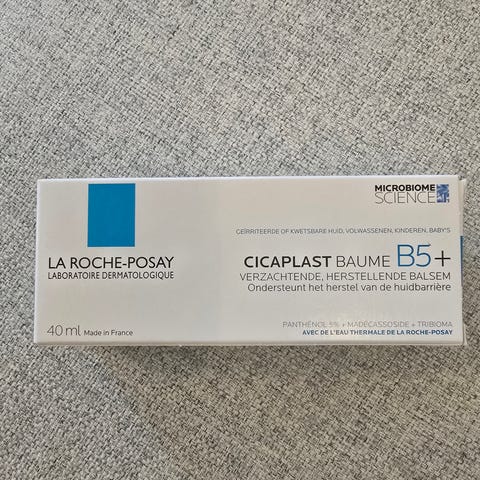 MICROBIOME
SCIENCE
GEÏRRITEERDE OF KWETSBARE HUID, VOLWASSENEN, KINDEREN, BABY'S
LA ROCHE-POSAY
LABORATOIRE DERMATOLOGIQUE
CICAPLAST BAUME B5+
VERZACHTENDE, HERSTELLENDE BALSEM
Ondersteunt het herstel van de huidbarrière
40 ml Made in France
PANTHÉNOL 5% + MADÉCASSOSIDE + TRIBIOMA
AVEC DE L'EAU THERMALE DE LA ROCHE-POSAY